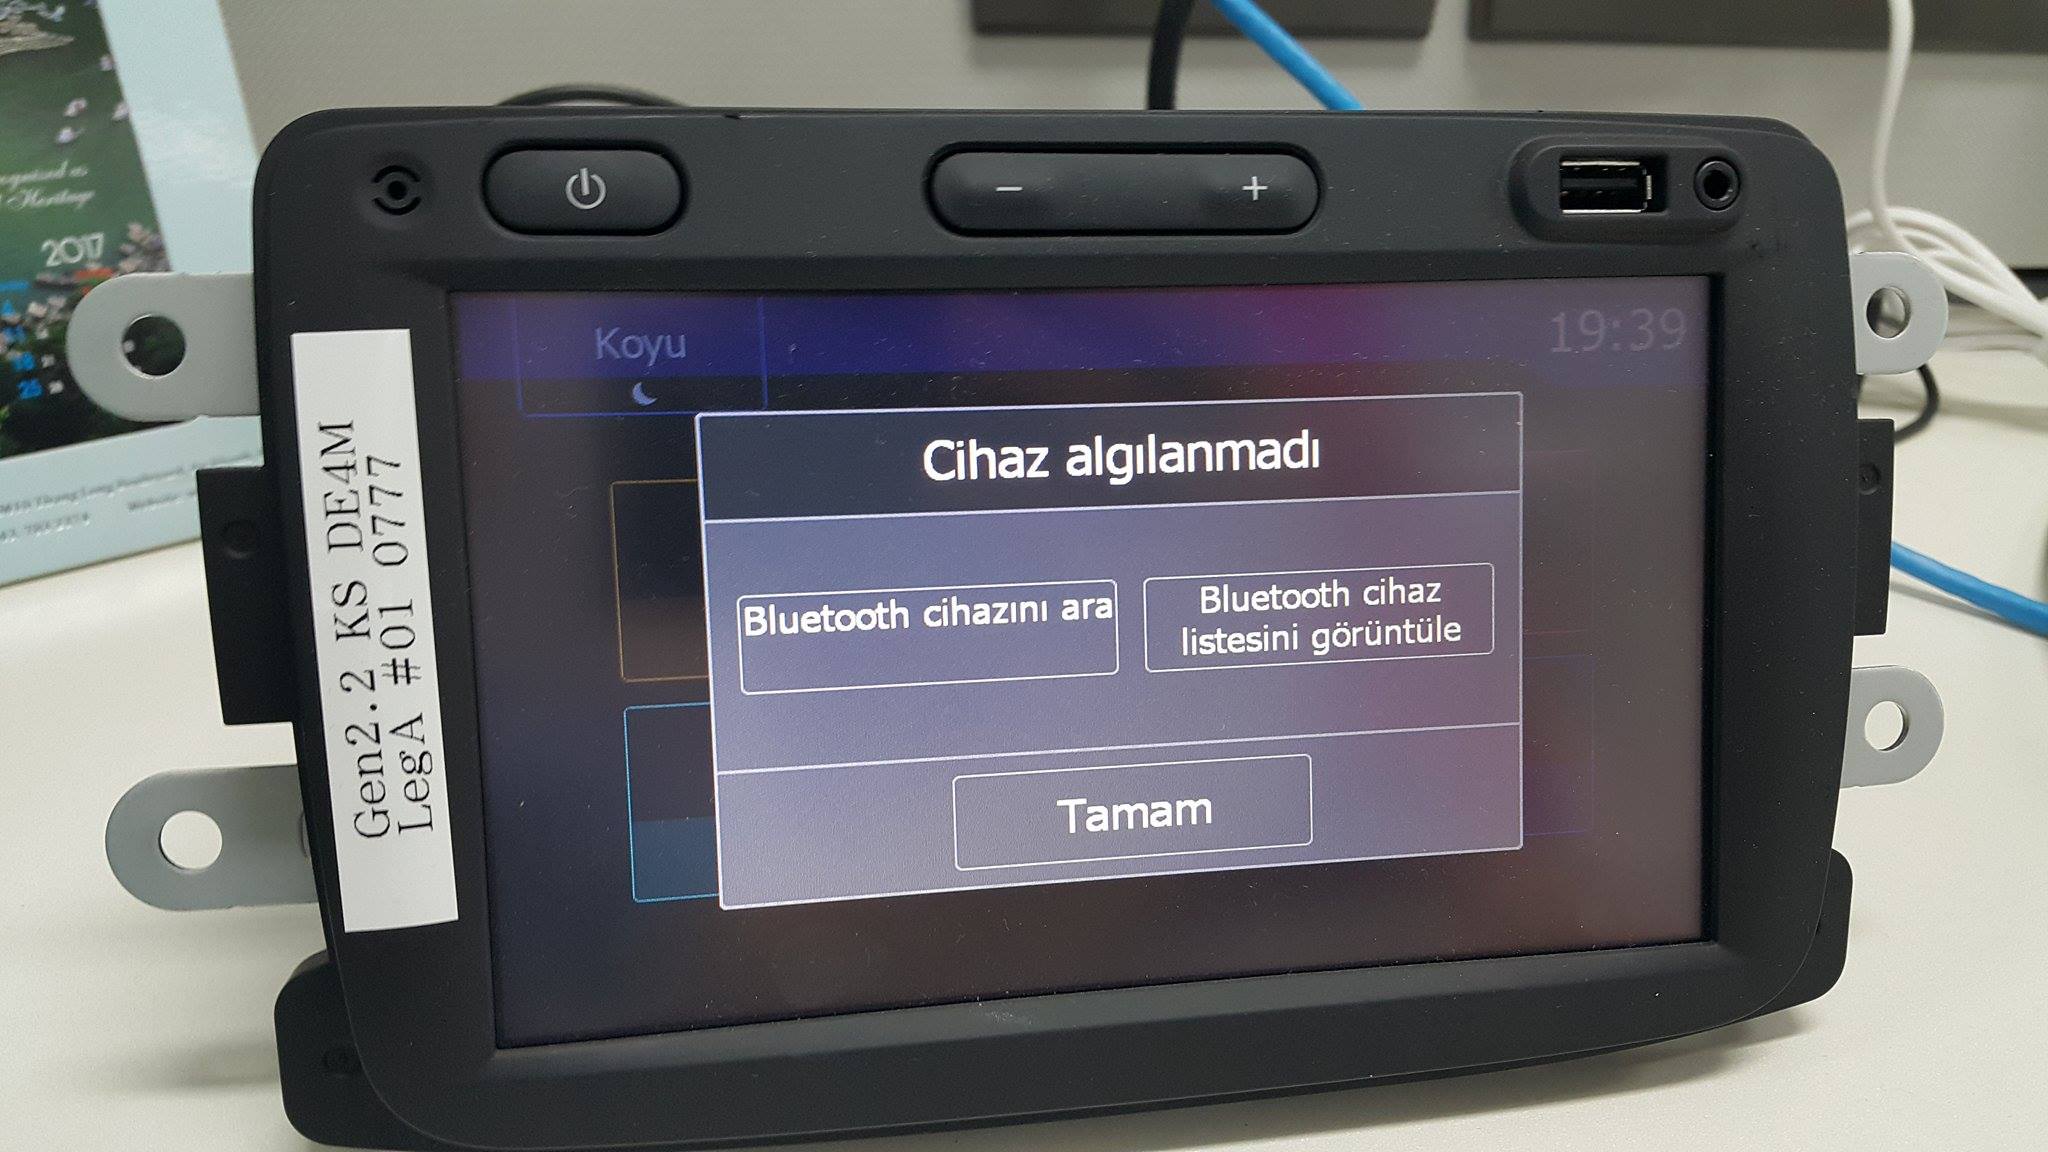 2017
Koyu
19:39
Cihaz algılanmadı
Bluetooth cihazını ara
Bluetooth cihaz
listesini görüntüle
Tamam
Gen2.2 KS DE4M
LegA #01 0777